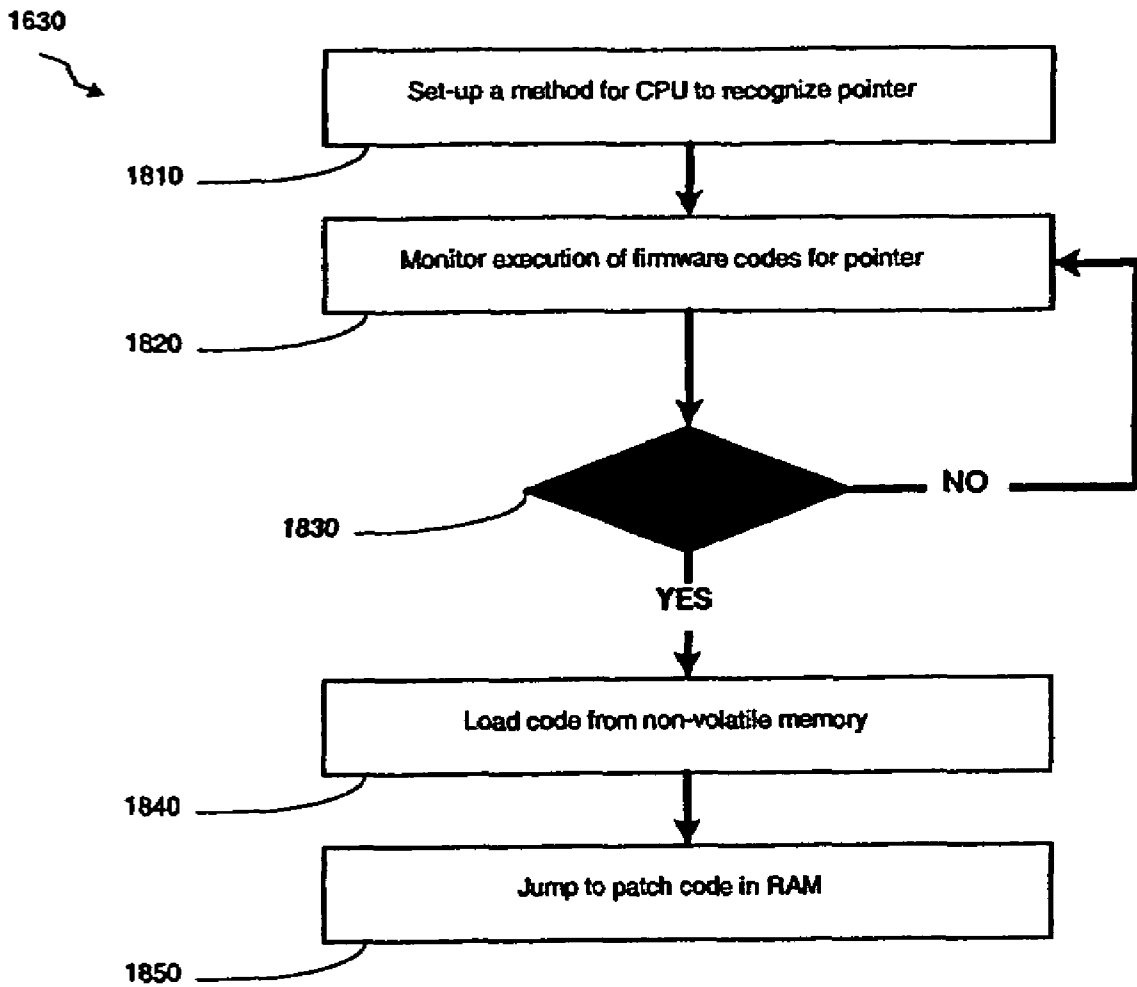 1630
Set-up a method for CPU to recognize pointer
1810
Monitor execution of firmware codes for pointer
1820
NO
1830
YES
Load code from non-volatile memory
1840
Jump to patch code in RAM
1850